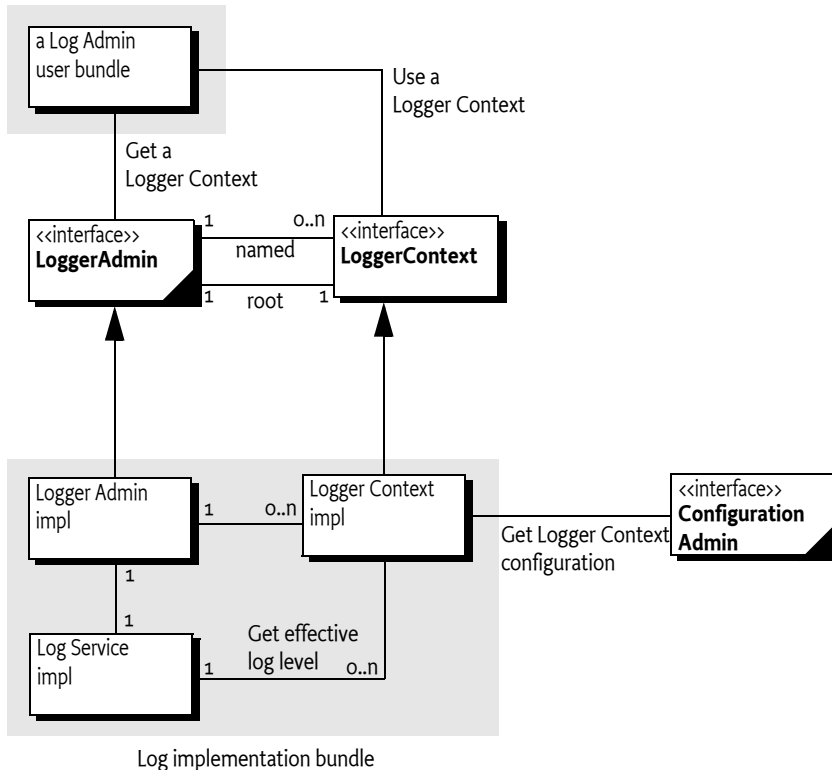 a Log Admin
user bundle
Use a
Logger Context
Get a
Logger Context
<<interface>>
LoggerAdmin
1
0..n
named
1
root
1
<<interface>>
LoggerContext
Logger Admin
impl
1
0..n
Logger Context
impl
Get Logger Context
configuration
<<interface>>
Configuration
Admin
1
1
Log Service
impl
1
Get effective
log level
0..n
Log implementation bundle